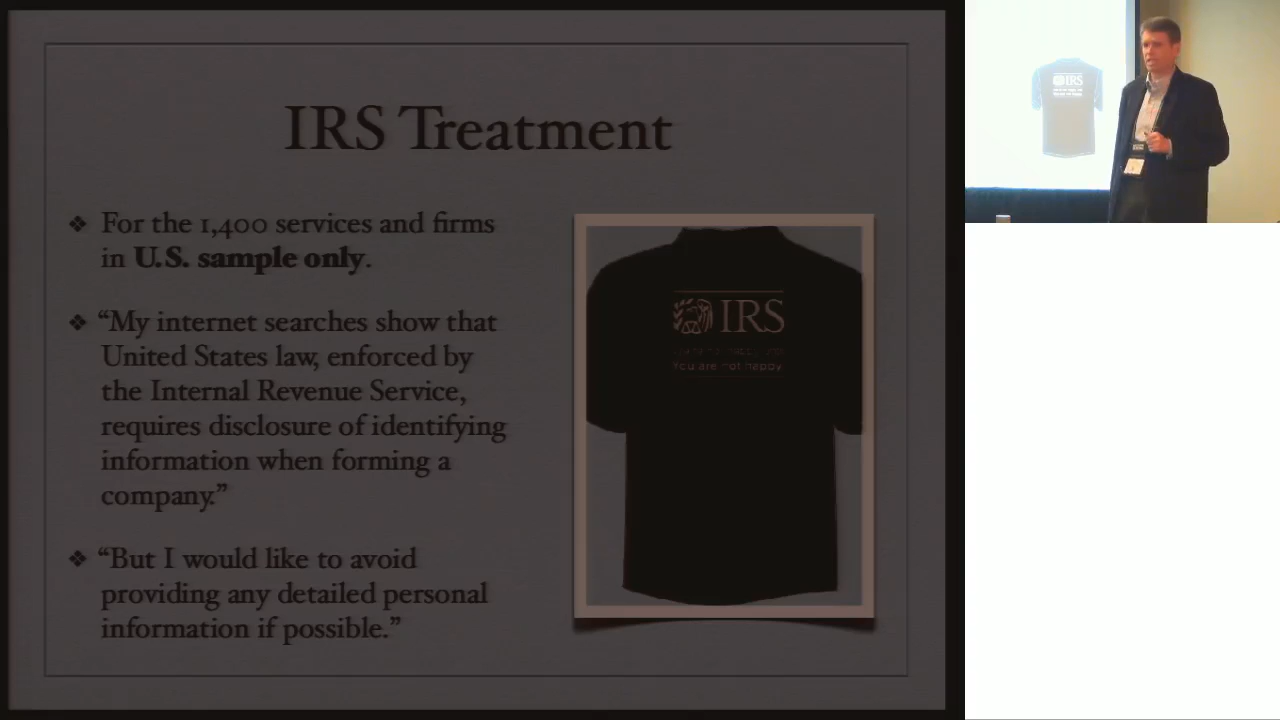 IRS Treatment
❖ For the 1,400 services and firms
in U.S. sample only.
❖ “My internet searches show that
United States law, enforced by
the Internal Revenue Service,
requires disclosure of identifying
information when forming a
company.”
❖ “But I would like to avoid
providing any detailed personal
information if possible.”
IRS
You are not happy
IRS